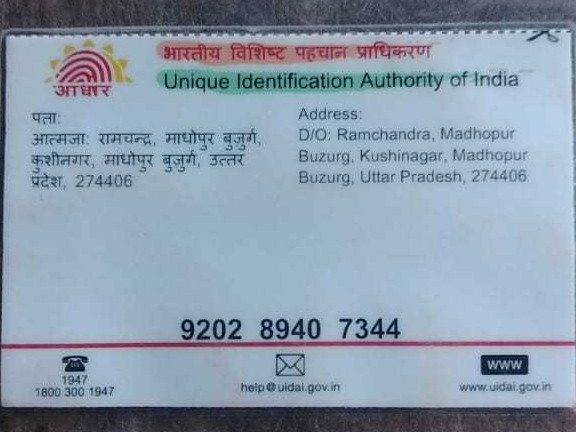 भारतीय विशिष्ट पहचान प्राधिकरण
Unique Identification Authority of India
आधार
पता:
आत्मजा: रामचन्द्र, माधोपुर बुजुर्ग,
कुशीनगर, माधोपुर बुजुर्ग, उत्तर
प्रदेश, 274406
Address:
D/O: Ramchandra, Madhopur
Buzurg, Kushinagar, Madhopur
Buzurg, Uttar Pradesh, 274406
9202 8940 7344
1947
1800 300 1947
help@uidai.gov.in
www
www.uidai.gov.in